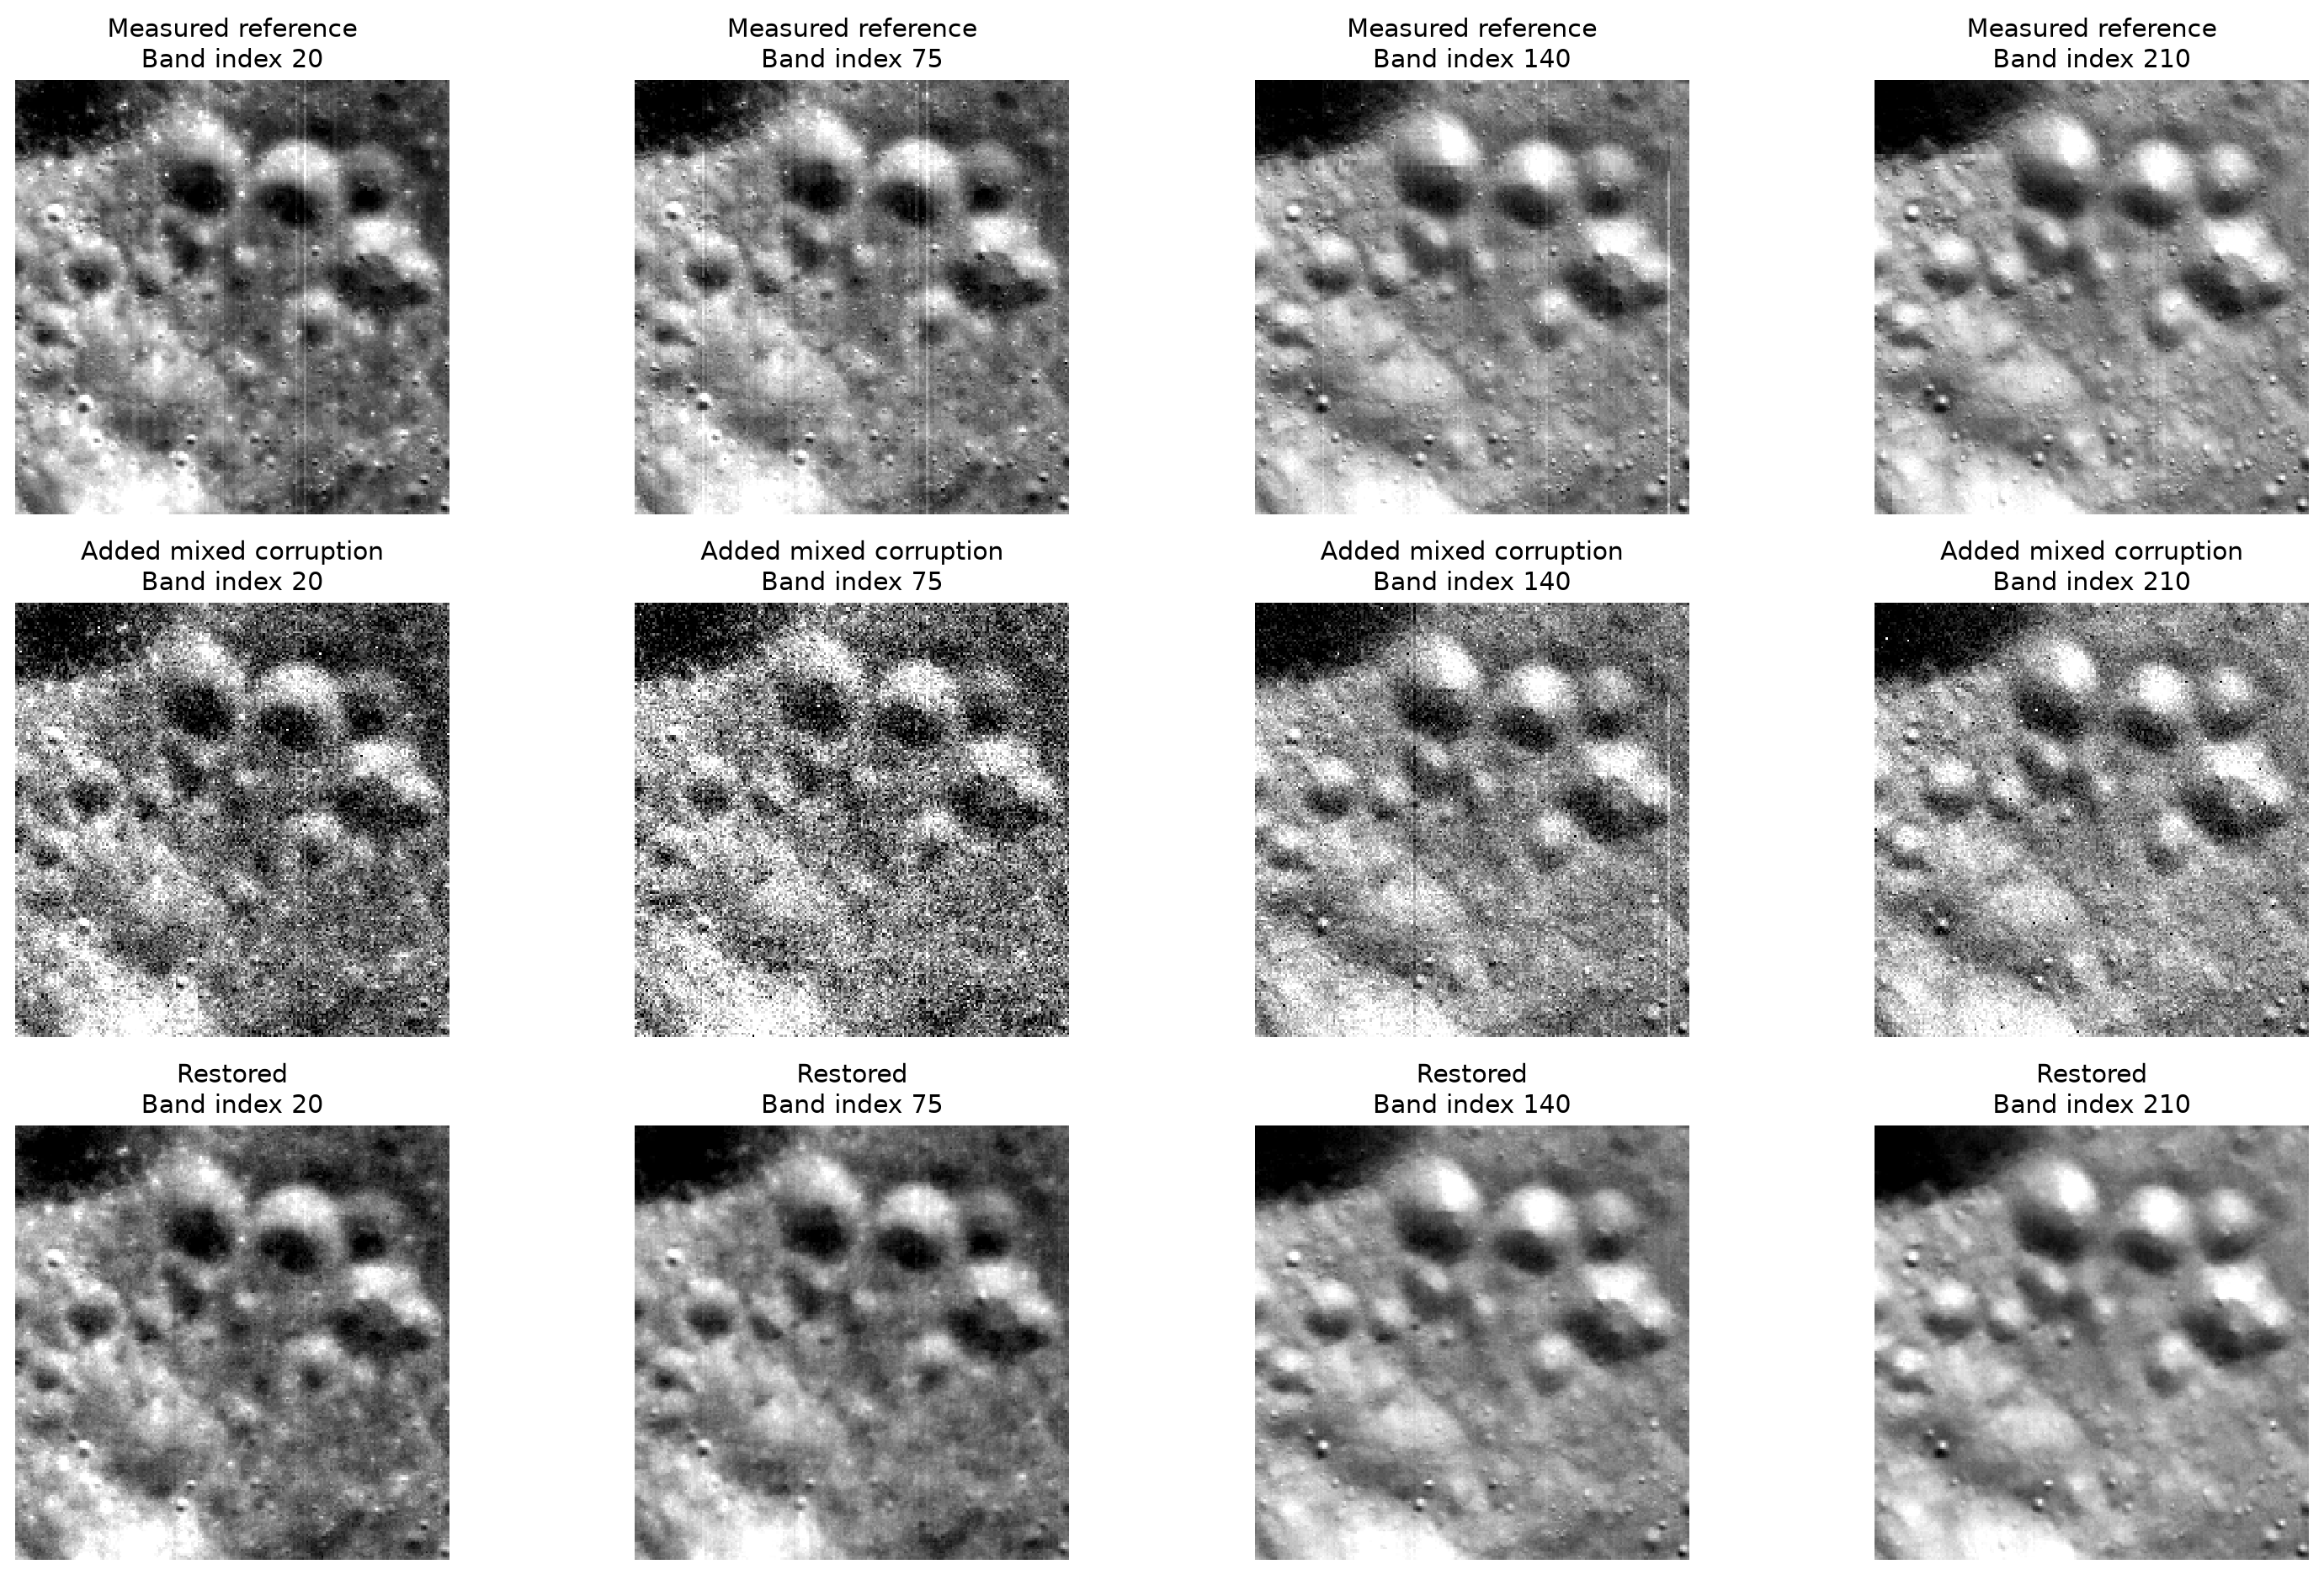 Measured reference
Band index 20
Measured reference
Band index 75
Measured reference
Band index 140
Measured reference
Band index 210
Added mixed corruption
Band index 20
Added mixed corruption
Band index 75
Added mixed corruption
Band index 140
Added mixed corruption
Band index 210
Restored
Band index 20
Restored
Band index 75
Restored
Band index 140
Restored
Band index 210